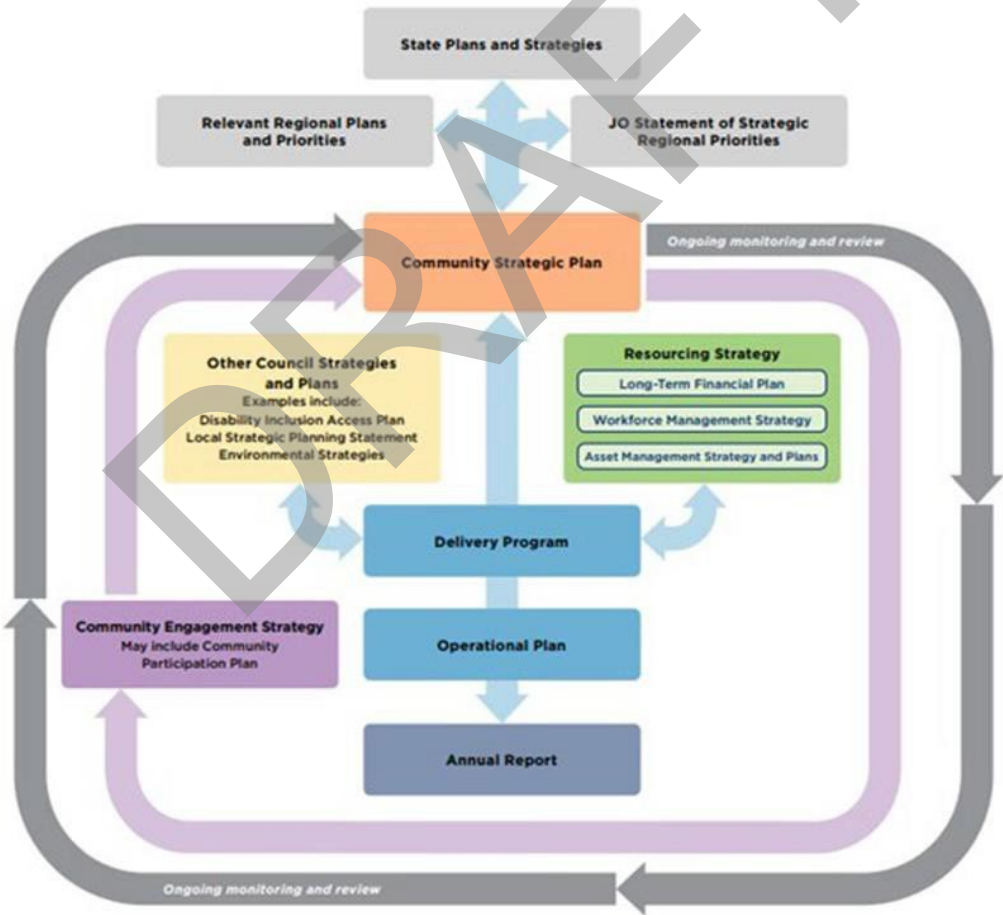 State Plans and Strategies
Relevant Regional Plans
and Priorities
JO Statement of Strategic
Regional Priorities
Community Strategic Plan
Ongoing monitoring and review
Other Council Strategies
and Plans
Examples include:
Disability Inclusion Access Plan
Local Strategic Planning Statement
Environmental Strategies
Resourcing Strategy
Long-Term Financial Plan
Workforce Management Strategy
Asset Management Strategy and Plans
Delivery Program
Community Engagement Strategy
May include Community
Participation Plan
Operational Plan
Annual Report
Ongoing monitoring and review
DRAFT